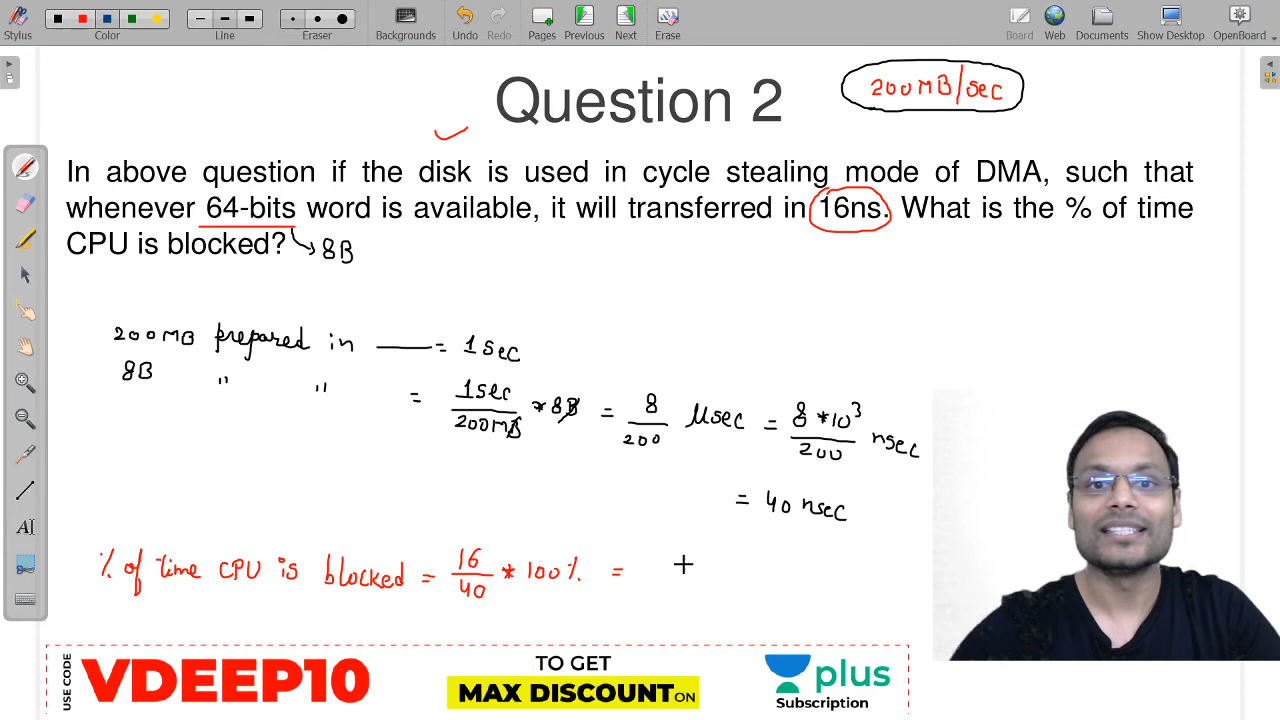 Stylus Color Line Eraser Backgrounds Undo Redo Pages Previous Next Erase Board Web Documents Show Desktop OpenBoard
Question 2
200MB/sec
In above question if the disk is used in cycle stealing mode of DMA, such that
whenever 64-bits word is available, it will transferred in 16ns. What is the % of time
CPU is blocked?
8B
200MB prepared in —— = 1sec
8B " " = 1sec/200MB * 8B = 8/200 μsec = 8*10³/200 nsec
= 40 nsec
% of time CPU is blocked = 16/40 * 100% =
USE CODE
VDEEP10
TO GET
MAX DISCOUNT ON
plus
Subscription